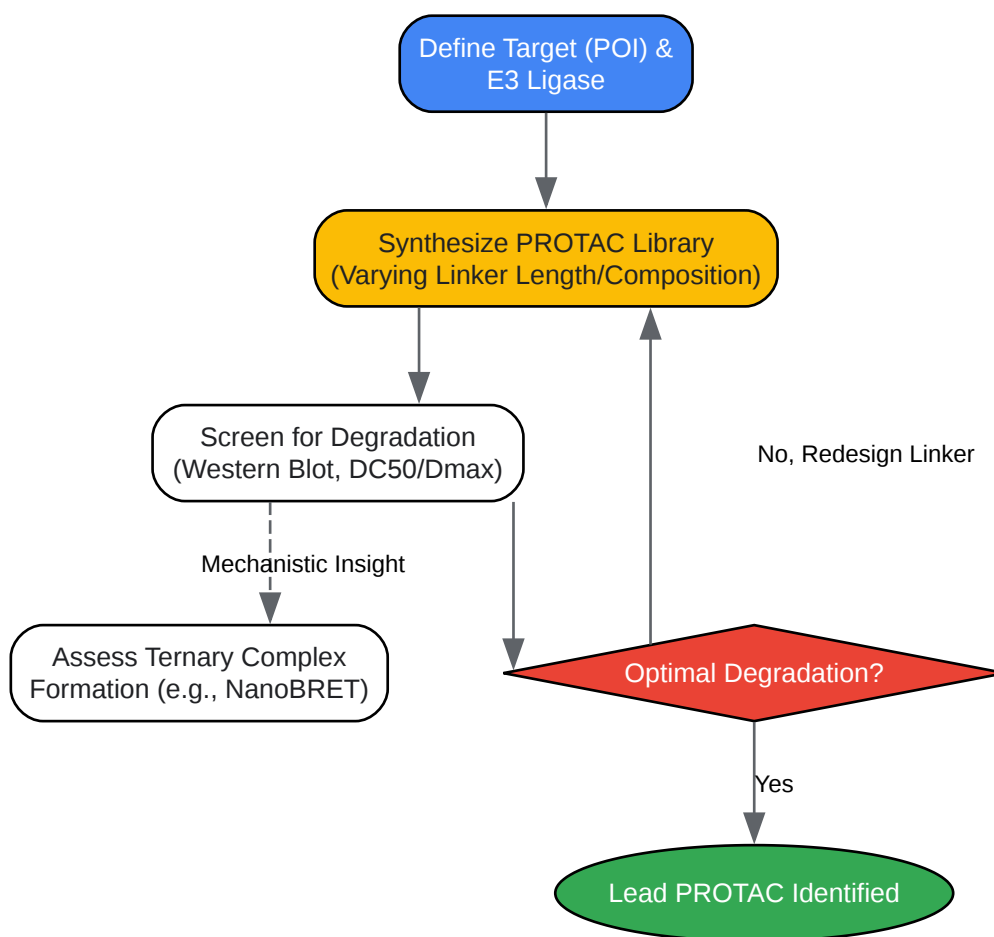 Define Target (POI) &
E3 Ligase
Synthesize PROTAC Library
(Varying Linker Length/Composition)
Screen for Degradation
(Western Blot, DC50/Dmax)
No, Redesign Linker
Mechanistic Insight
Assess Ternary Complex
Formation (e.g., NanoBRET)
Optimal Degradation?
Yes
Lead PROTAC Identified